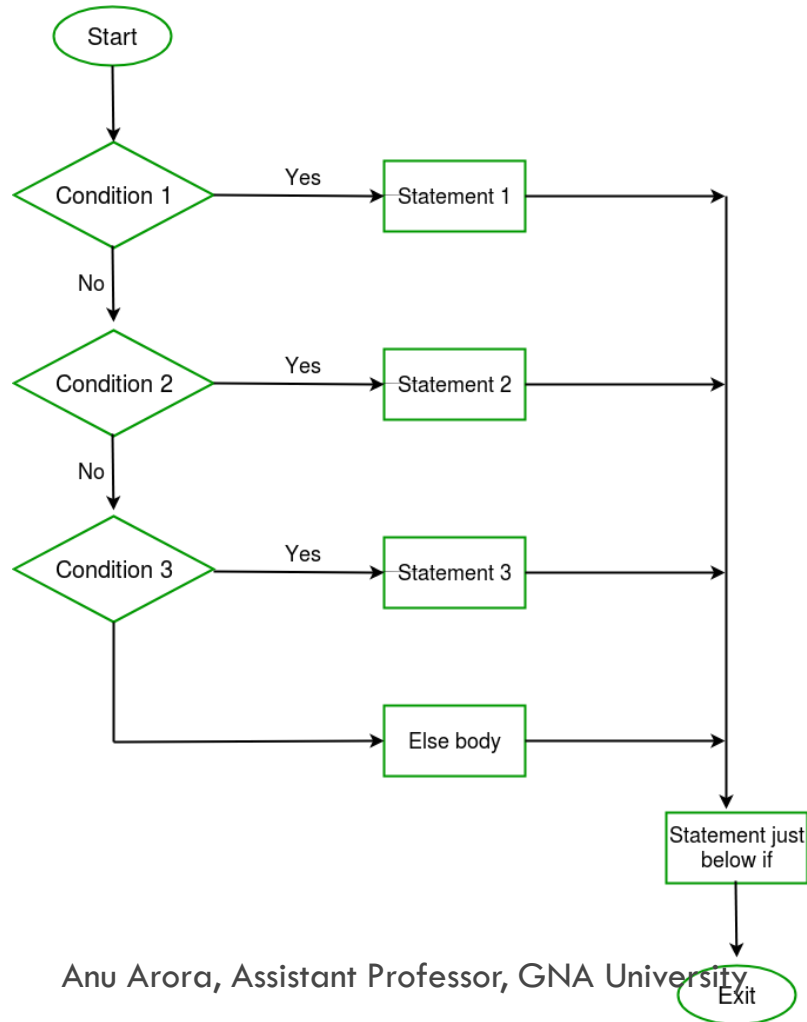 Start
Condition 1
Yes
Statement 1
No
Condition 2
Yes
Statement 2
No
Condition 3
Yes
Statement 3
Else body
Statement just
below if
Anu Arora, Assistant Professor, GNA University
Exit